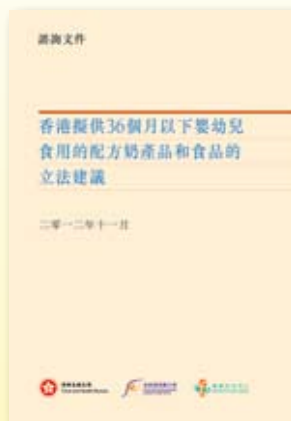 諮詢文件
香港擬供36個月以下嬰幼兒
食用的配方奶產品和食品的
立法建議
二零一二年十一月